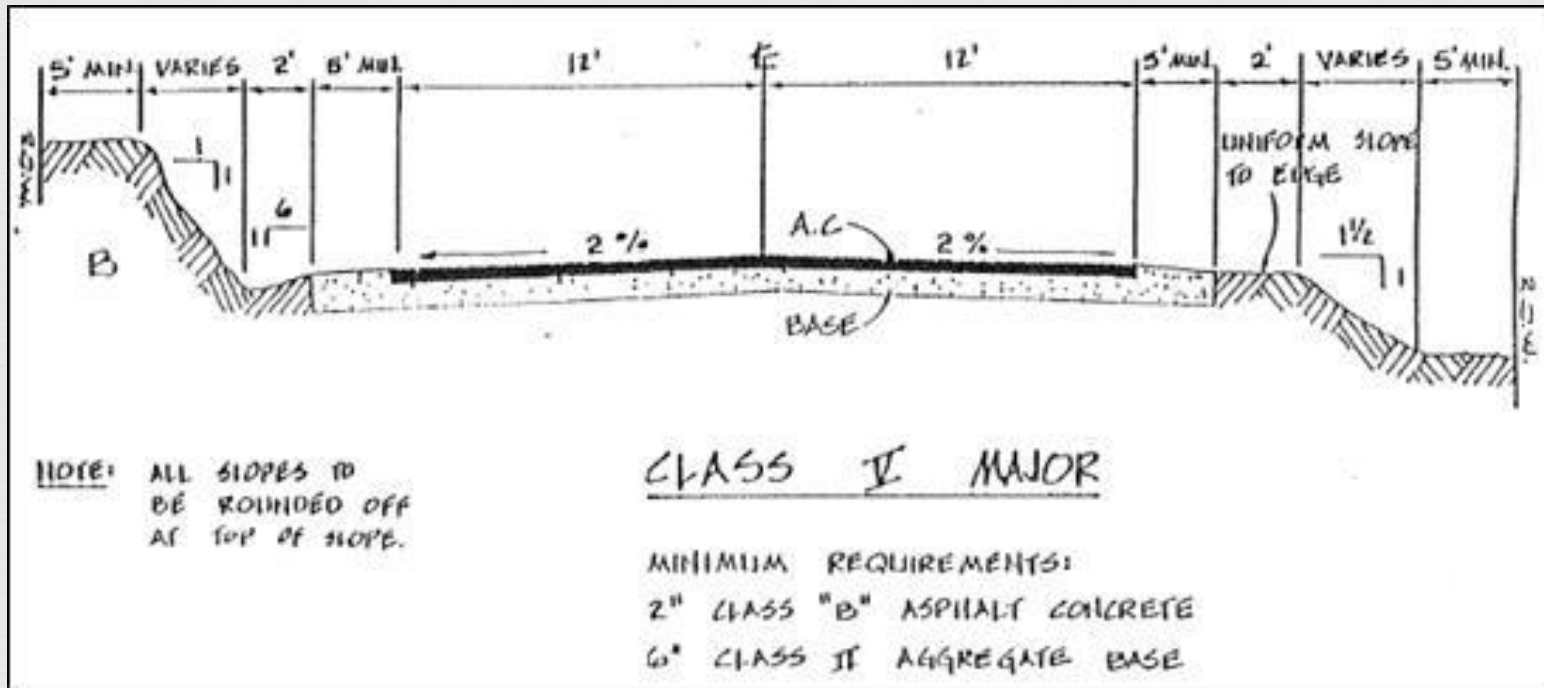 5' MIN. VARIES 2' 5' MIN. 12' ℄ 12' 3' MIN. 2' VARIES 5' MIN.
R.O.W.
UNIFORM SLOPE
TO EDGE
1
1
6
11
A.C
2 %
2 %
1 1/2
1
B
BASE
R.O.W.
NOTE: ALL SLOPES TO
BE ROUNDED OFF
AT TOP OF SLOPE.
CLASS V MAJOR
MINIMUM REQUIREMENTS:
2" CLASS "B" ASPHALT CONCRETE
6" CLASS II AGGREGATE BASE